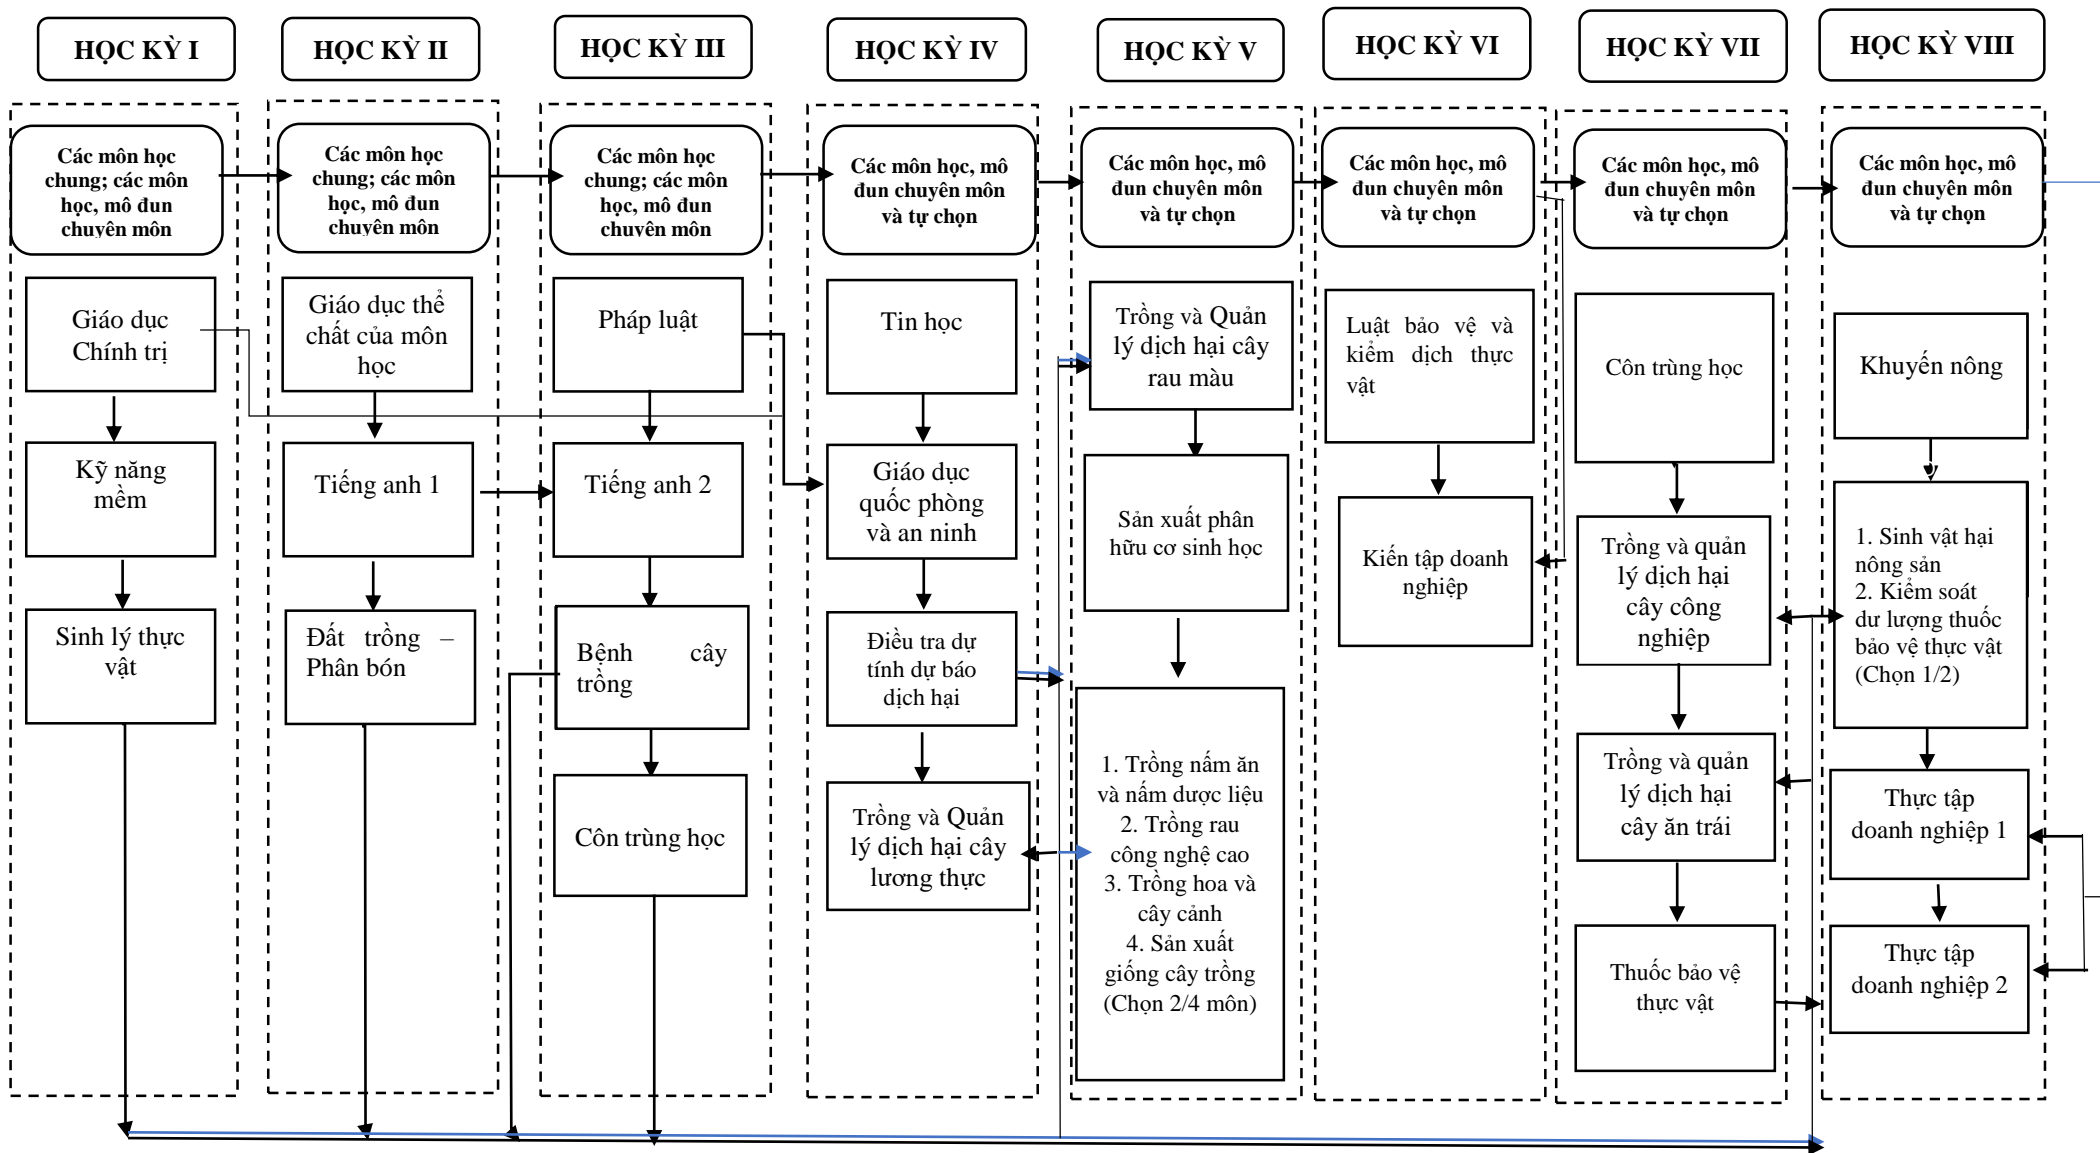 HỌC KỲ I
HỌC KỲ II
HỌC KỲ III
HỌC KỲ IV
HỌC KỲ V
HỌC KỲ VI
HỌC KỲ VII
HỌC KỲ VIII
Các môn học
chung; các môn
học, mô đun
chuyên môn
Các môn học
chung; các môn
học, mô đun
chuyên môn
Các môn học
chung; các môn
học, mô đun
chuyên môn
Các môn học, mô
đun chuyên môn
và tự chọn
Các môn học, mô
đun chuyên môn
và tự chọn
Các môn học, mô
đun chuyên môn
và tự chọn
Các môn học, mô
đun chuyên môn
và tự chọn
Các môn học, mô
đun chuyên môn
và tự chọn
Giáo dục
Chính trị
Kỹ năng
mềm
Sinh lý thực
vật
Giáo dục thể
chất của môn
học
Tiếng anh 1
Đất trồng –
Phân bón
Pháp luật
Tiếng anh 2
Bệnh cây
trồng
Côn trùng học
Tin học
Giáo dục
quốc phòng
và an ninh
Điều tra dự
tính dự báo
dịch hại
Trồng và Quản
lý dịch hại cây
lương thực
Trồng và Quản
lý dịch hại cây
rau màu
Sản xuất phân
hữu cơ sinh học
1. Trồng nấm ăn
và nấm dược liệu
2. Trồng rau
công nghệ cao
3. Trồng hoa và
cây cảnh
4. Sản xuất
giống cây trồng
(Chọn 2/4 môn)
Luật bảo vệ và
kiểm dịch thực
vật
Kiến tập doanh
nghiệp
Côn trùng học
Trồng và quản
lý dịch hại
cây công
nghiệp
Trồng và quản
lý dịch hại
cây ăn trái
Thuốc bảo vệ
thực vật
Khuyến nông
1. Sinh vật hại
nông sản
2. Kiểm soát
dư lượng thuốc
bảo vệ thực vật
(Chọn 1/2)
Thực tập
doanh nghiệp 1
Thực tập
doanh nghiệp 2